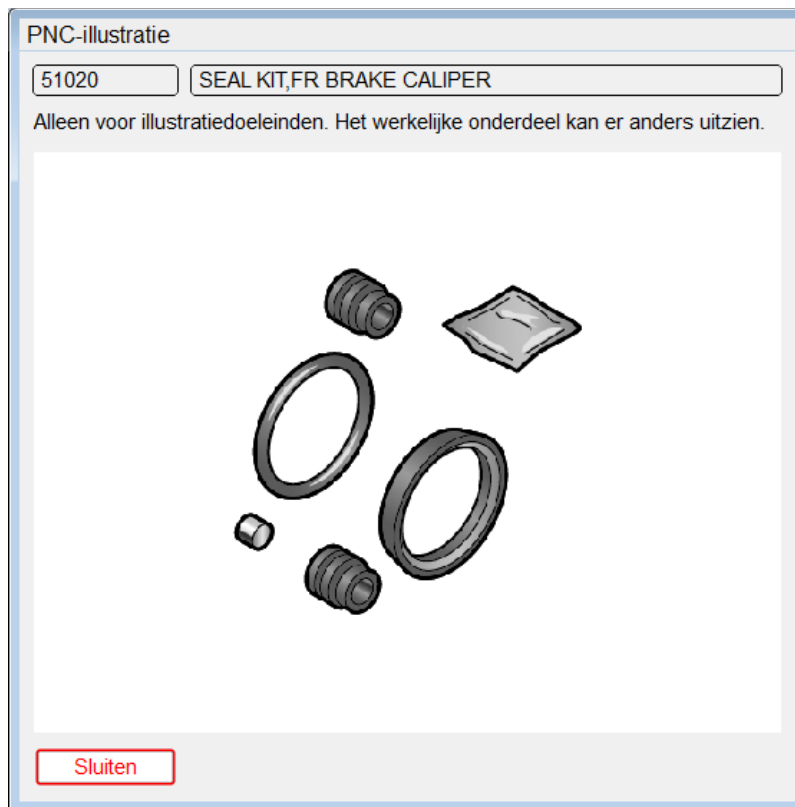 PNC-illustratie
51020 SEAL KIT,FR BRAKE CALIPER
Alleen voor illustratiedoeleinden. Het werkelijke onderdeel kan er anders uitzien.
Sluiten